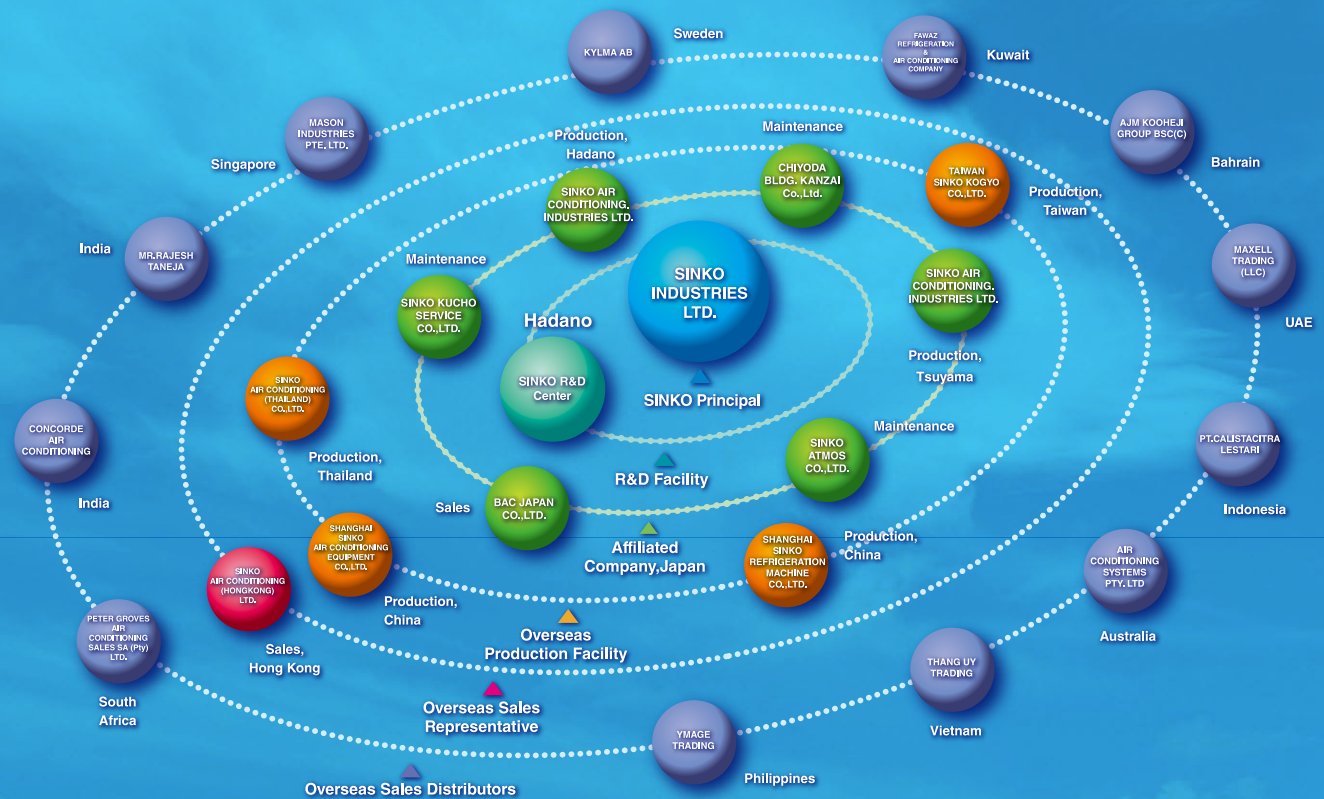 KYLMA AB
Sweden
FAWAZ
REFRIGERATION
&
AIR CONDITIONING
COMPANY
Kuwait
MASON
INDUSTRIES
PTE. LTD.
Singapore
AJM KOOHEJI
GROUP BSC(C)
Bahrain
Production,
Hadano
SINKO AIR
CONDITIONING.
INDUSTRIES LTD.
Maintenance
CHIYODA
BLDG. KANZAI
Co.,Ltd.
TAIWAN
SINKO KOGYO
CO.,LTD.
Production,
Taiwan
India
MR.RAJESH
TANEJA
MAXELL
TRADING
(LLC)
UAE
Maintenance
SINKO KUCHO
SERVICE
CO.,LTD.
SINKO
INDUSTRIES
LTD.
SINKO Principal
SINKO AIR
CONDITIONING.
INDUSTRIES LTD.
Production,
Tsuyama
Hadano
SINKO R&D
Center
R&D Facility
SINKO
AIR CONDITIONING
(THAILAND)
CO.,LTD.
Production,
Thailand
CONCORDE
AIR
CONDITIONING
India
Maintenance
SINKO
ATMOS
CO.,LTD.
PT.CALISTACITRA
LESTARI
Indonesia
Sales
BAC JAPAN
CO.,LTD.
Affiliated
Company,Japan
SHANGHAI
SINKO
AIR CONDITIONING
EQUIPMENT
CO.,LTD.
Production,
China
SHANGHAI
SINKO
REFRIGERATION
MACHINE
CO.,LTD.
Production,
China
AIR
CONDITIONING
SYSTEMS
PTY. LTD
Australia
SINKO
AIR CONDITIONING
(HONGKONG)
LTD.
Sales,
Hong Kong
Overseas
Production Facility
PETER GROVES
AIR
CONDITIONING
SALES SA (Pty)
LTD.
South
Africa
Overseas Sales
Representative
THANG UY
TRADING
Vietnam
YMAGE
TRADING
Philippines
Overseas Sales Distributors